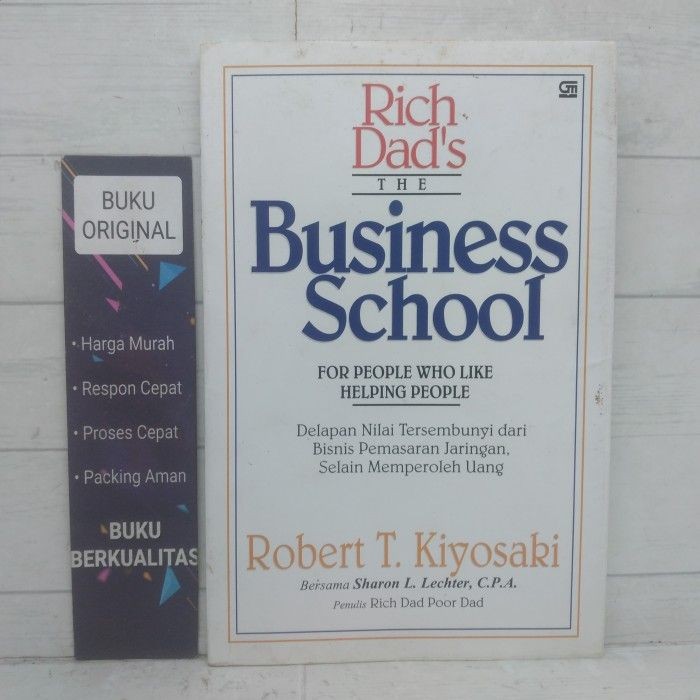 BUKU
ORIGINAL
• Harga Murah
• Respon Cepat
• Proses Cepat
• Packing Aman
BUKU
BERKUALITAS
GM
Rich
Dad's
THE
Business
School
FOR PEOPLE WHO LIKE
HELPING PEOPLE
Delapan Nilai Tersembunyi dari
Bisnis Pemasaran Jaringan,
Selain Memperoleh Uang
Robert T. Kiyosaki
Bersama Sharon L. Lechter, C.P.A.
Penulis Rich Dad Poor Dad